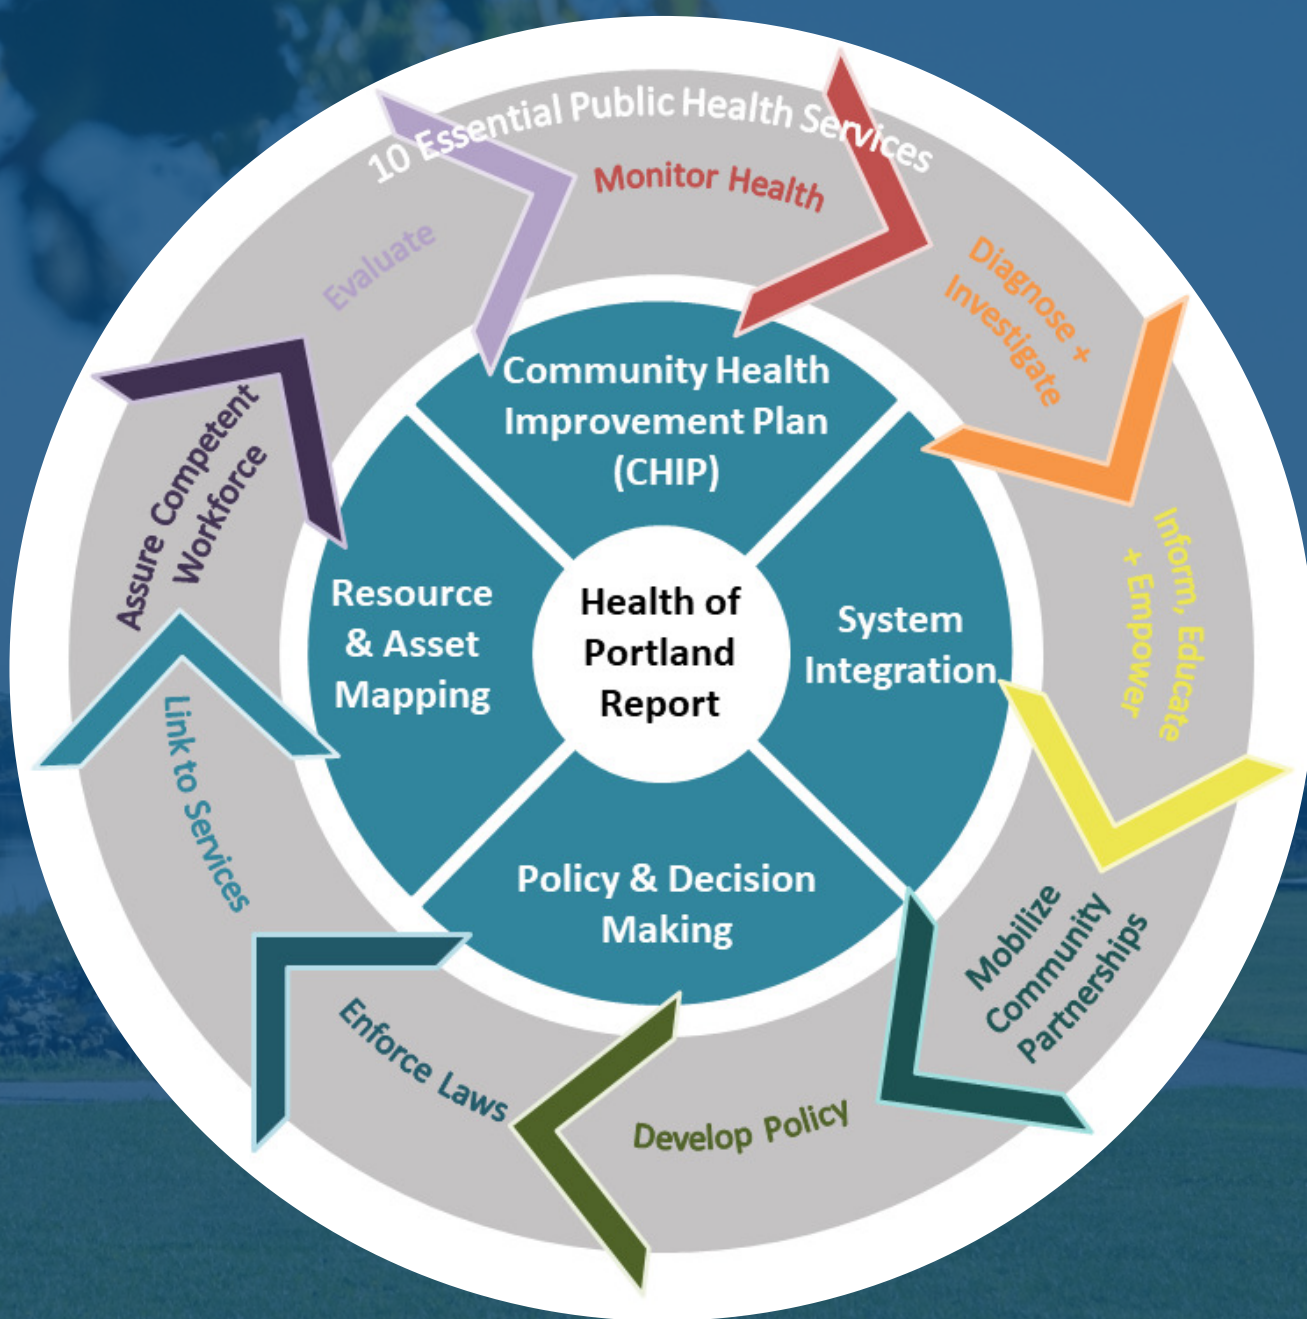 10 Essential Public Health Services
Monitor Health
Diagnose +
Investigate
Inform, Educate
+ Empower
Mobilize
Community
Partnerships
Develop Policy
Enforce Laws
Link to Services
Assure Competent
Workforce
Evaluate
Community Health
Improvement Plan
(CHIP)
System
Integration
Policy & Decision
Making
Resource
& Asset
Mapping
Health of
Portland
Report